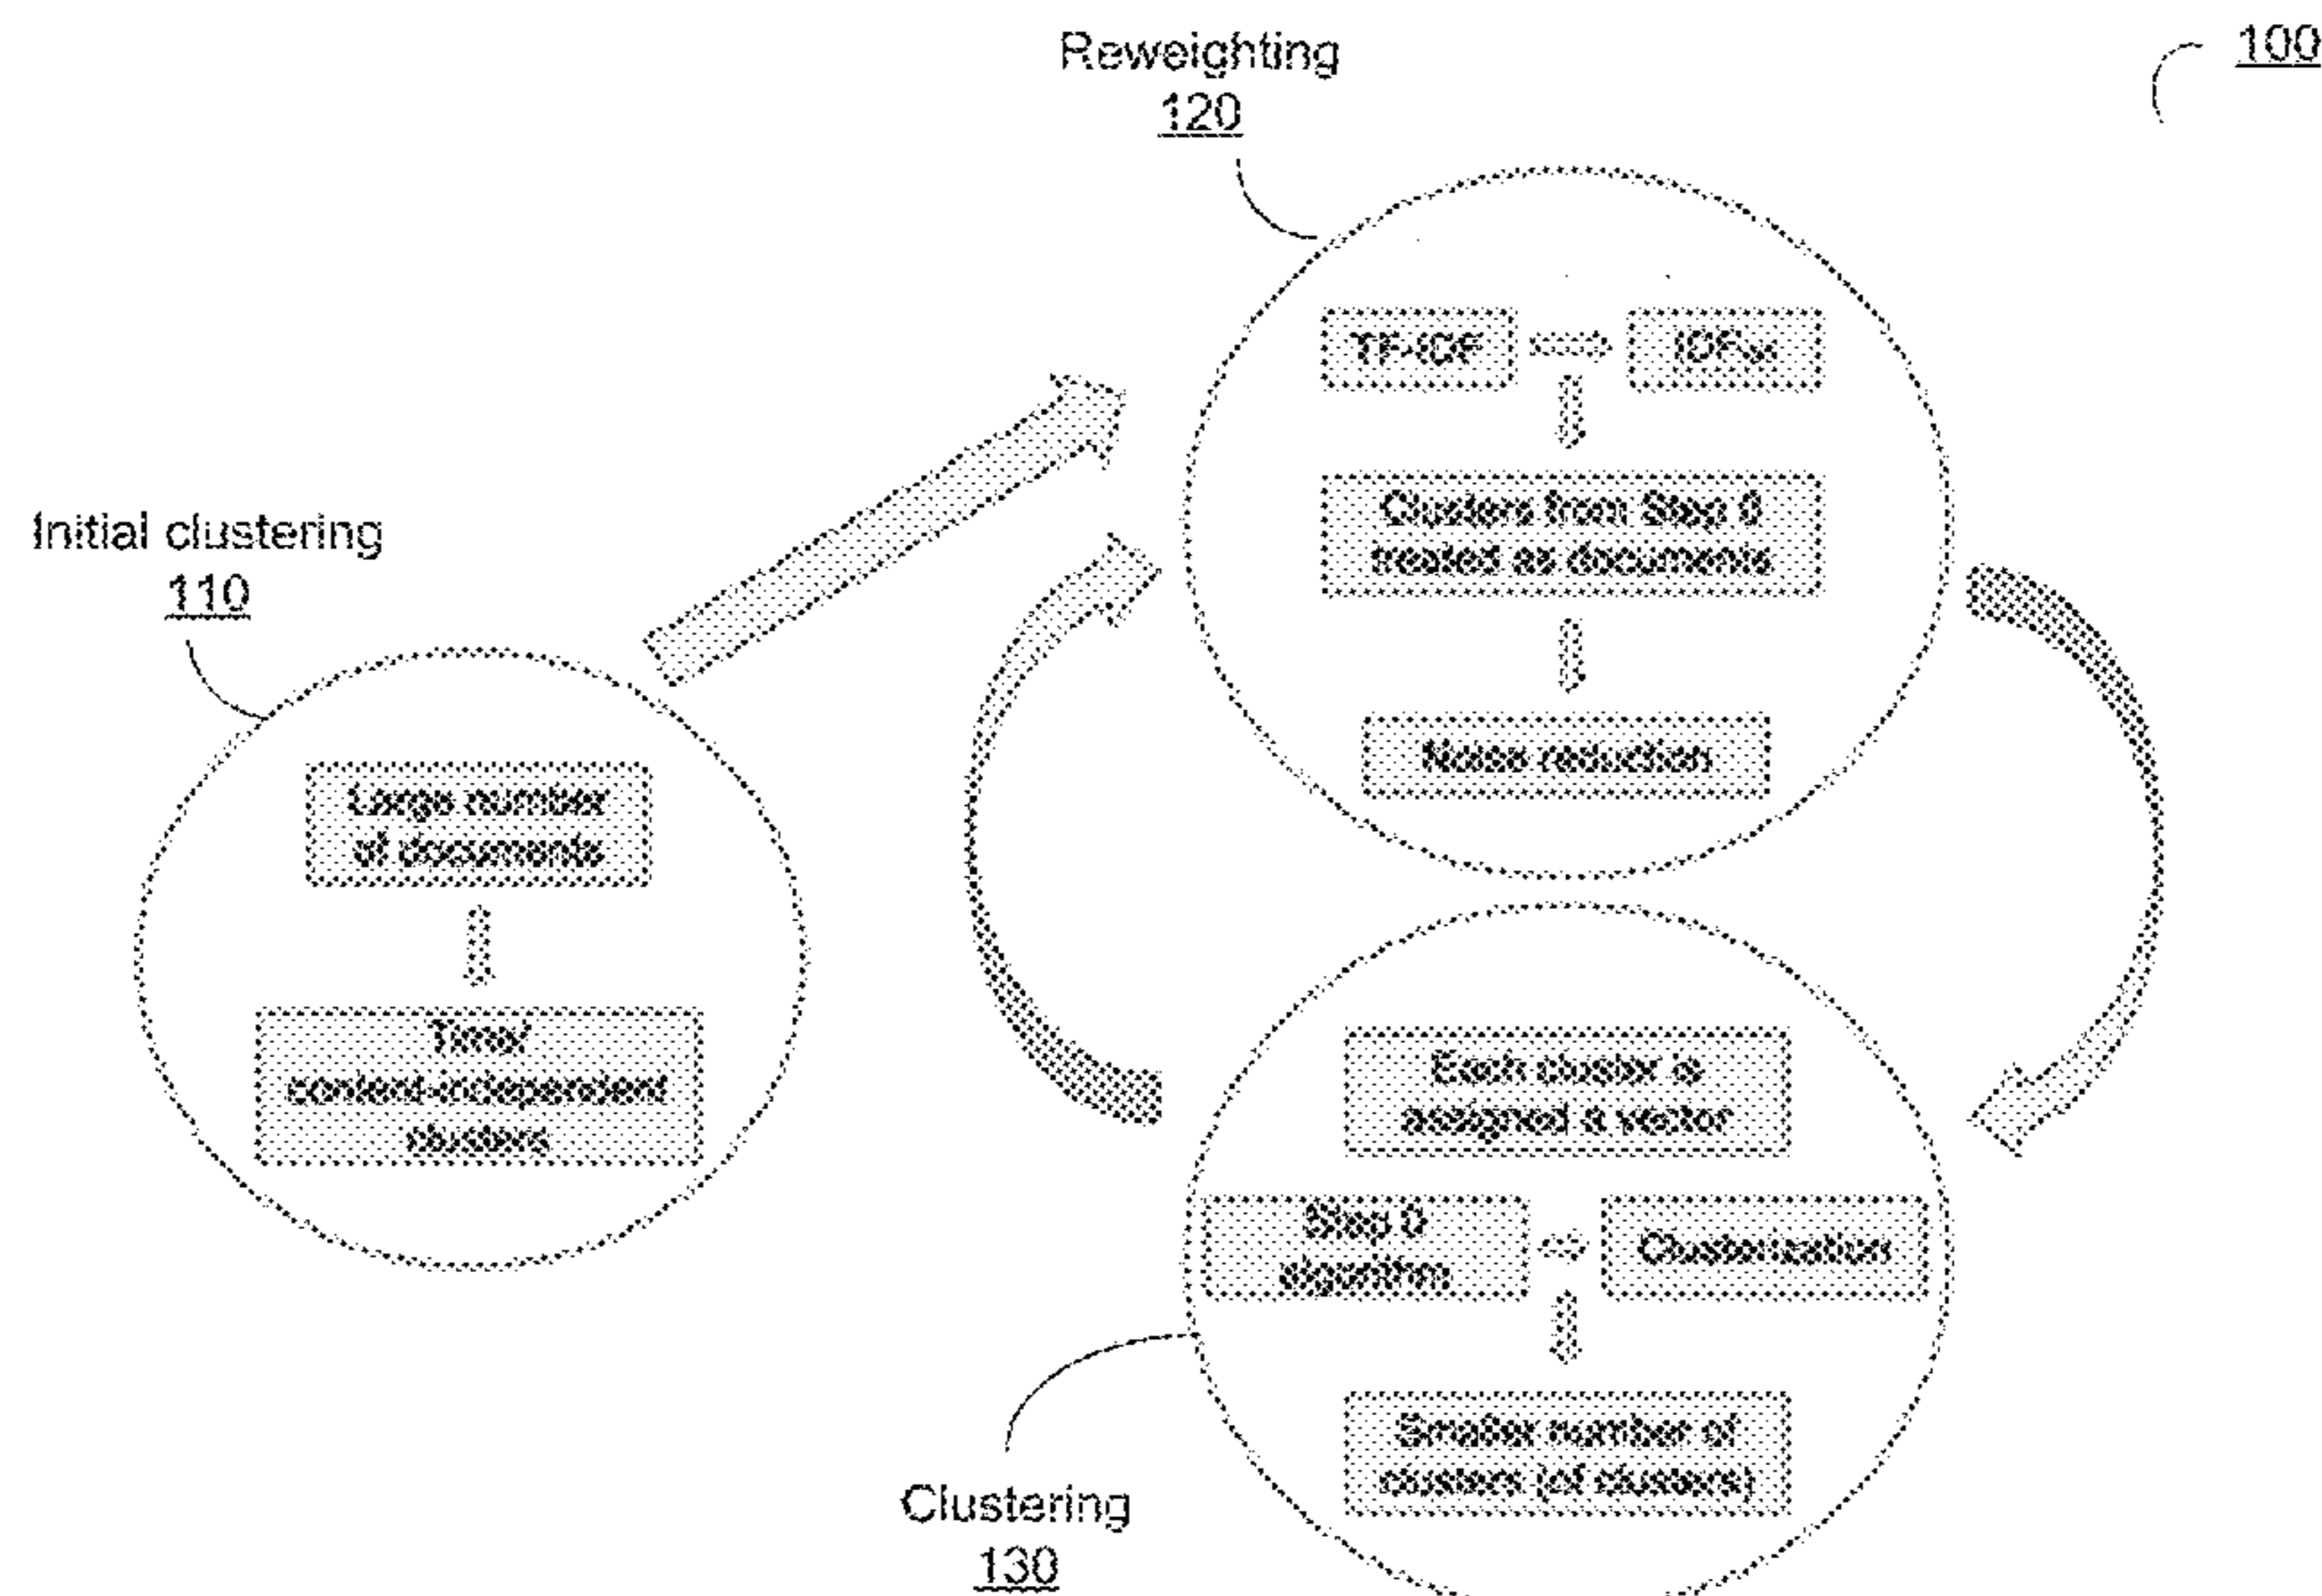 100
Reweighting
120
TF-IDF
Clusters from Step 0
treated as documents
Noise reduction
Initial clustering
110
Large number
of documents
Time/
content-independent
clusters
Each cluster is
assigned a vector
Step 0
algorithm
Clusterization
Smaller number of
clusters (of clusters)
Clustering
130